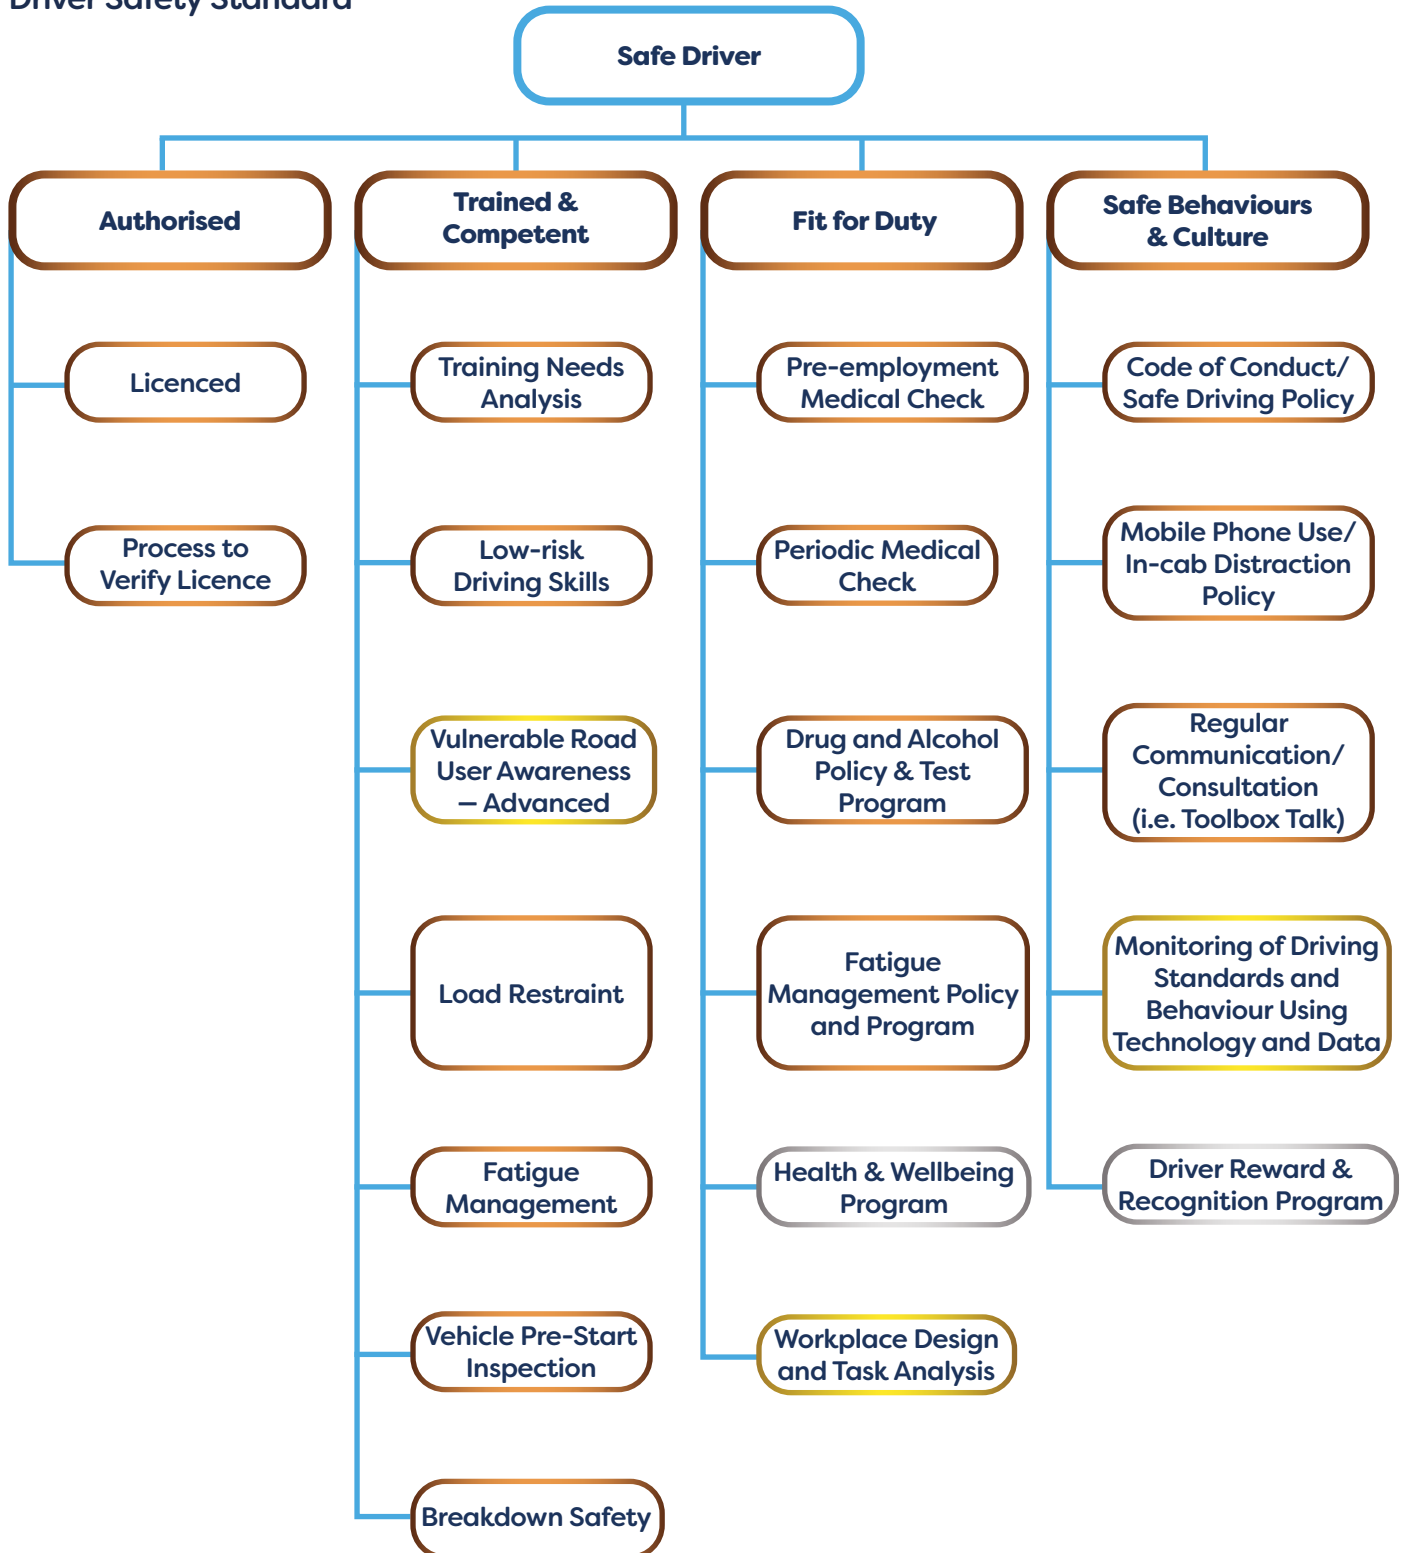 Driver Safety Standard
Safe Driver
Authorised
Licenced
Process to
Verify Licence
Trained &
Competent
Training Needs
Analysis
Low-risk
Driving Skills
Vulnerable Road
User Awareness
– Advanced
Load Restraint
Fatigue
Management
Vehicle Pre-Start
Inspection
Breakdown Safety
Fit for Duty
Pre-employment
Medical Check
Periodic Medical
Check
Drug and Alcohol
Policy & Test
Program
Fatigue
Management Policy
and Program
Health & Wellbeing
Program
Workplace Design
and Task Analysis
Safe Behaviours
& Culture
Code of Conduct/
Safe Driving Policy
Mobile Phone Use/
In-cab Distraction
Policy
Regular
Communication/
Consultation
(i.e. Toolbox Talk)
Monitoring of Driving
Standards and
Behaviour Using
Technology and Data
Driver Reward &
Recognition Program